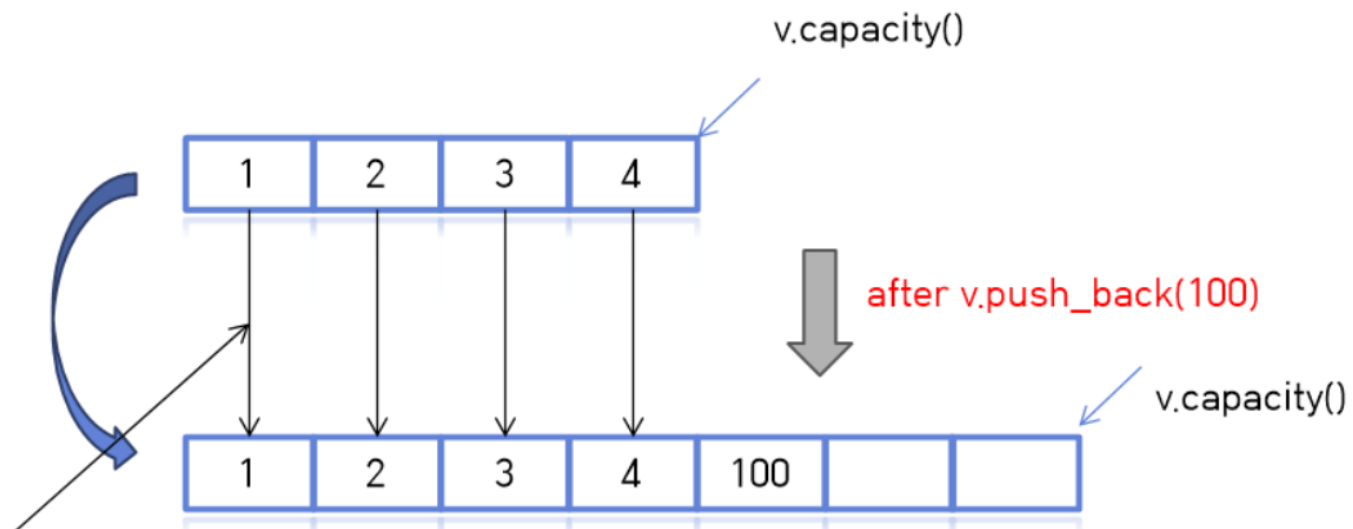 v.capacity()
1 2 3 4
after v.push_back(100)
v.capacity()
1 2 3 4 100